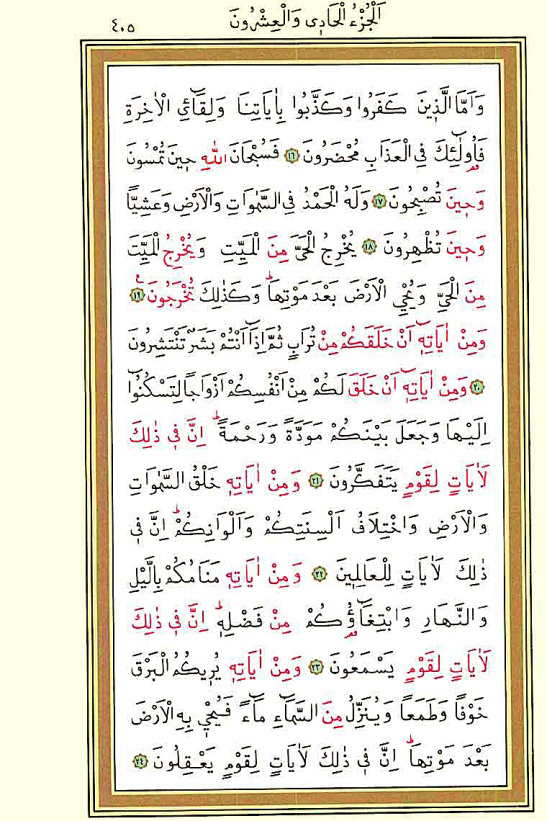 اَلْجُزْءُ الْحَادِى وَالْعِشْرُونَ
٤٠٥
وَاَمَّا الَّذ۪ينَ كَفَرُوا وَكَذَّبُوا بِاٰيَاتِنَا وَلِقَٓائِ الْاٰخِرَةِ
فَاُو۬لٰٓئِكَ فِى الْعَذَابِ مُحْضَرُونَ ﴿١٦﴾ فَسُبْحَانَ اللّٰهِ ح۪ينَ تُمْسُونَ
وَح۪ينَ تُصْبِحُونَ ﴿١٧﴾ وَلَهُ الْحَمْدُ فِى السَّمٰوَاتِ وَالْاَرْضِ وَعَشِيًّا
وَح۪ينَ تُظْهِرُونَ ﴿١٨﴾ يُخْرِجُ الْحَىَّ مِنَ الْمَيِّتِ وَيُخْرِجُ الْمَيِّتَ
مِنَ الْحَىِّ وَيُحْيِ الْاَرْضَ بَعْدَ مَوْتِهَاۜ وَكَذٰلِكَ تُخْرَجُونَ ﴿١٩﴾
وَمِنْ اٰيَاتِه۪ٓ اَنْ خَلَقَكُمْ مِنْ تُرَابٍ ثُمَّ اِذَٓا اَنْتُمْ بَشَرٌ تَنْتَشِرُونَ
﴿٢٠﴾ وَمِنْ اٰيَاتِه۪ٓ اَنْ خَلَقَ لَكُمْ مِنْ اَنْفُسِكُمْ اَزْوَاجًا لِتَسْكُنُٓوا
اِلَيْهَا وَجَعَلَ بَيْنَكُمْ مَوَدَّةً وَرَحْمَةًۜ اِنَّ ف۪ى ذٰلِكَ
لَاٰيَاتٍ لِقَوْمٍ يَتَفَكَّرُونَ ﴿٢١﴾ وَمِنْ اٰيَاتِه۪ خَلْقُ السَّمٰوَاتِ
وَالْاَرْضِ وَاخْتِلَافُ اَلْسِنَتِكُمْ وَاَلْوَانِكُمْۜ اِنَّ ف۪ى
ذٰلِكَ لَاٰيَاتٍ لِلْعَالِم۪ينَ ﴿٢٢﴾ وَمِنْ اٰيَاتِه۪ مَنَامُكُمْ بِالَّيْلِ
وَالنَّهَارِ وَابْتِغَٓاؤُ۬كُمْ مِنْ فَضْلِه۪ۜ اِنَّ ف۪ى ذٰلِكَ
لَاٰيَاتٍ لِقَوْمٍ يَسْمَعُونَ ﴿٢٣﴾ وَمِنْ اٰيَاتِه۪ يُر۪يكُمُ الْبَرْقَ
خَوْفًا وَطَمَعًا وَيُنَزِّلُ مِنَ السَّمَٓاءِ مَٓاءً فَيُحْي۪ بِهِ الْاَرْضَ
بَعْدَ مَوْتِهَاۜ اِنَّ ف۪ى ذٰلِكَ لَاٰيَاتٍ لِقَوْمٍ يَعْقِلُونَ ﴿٢٤﴾